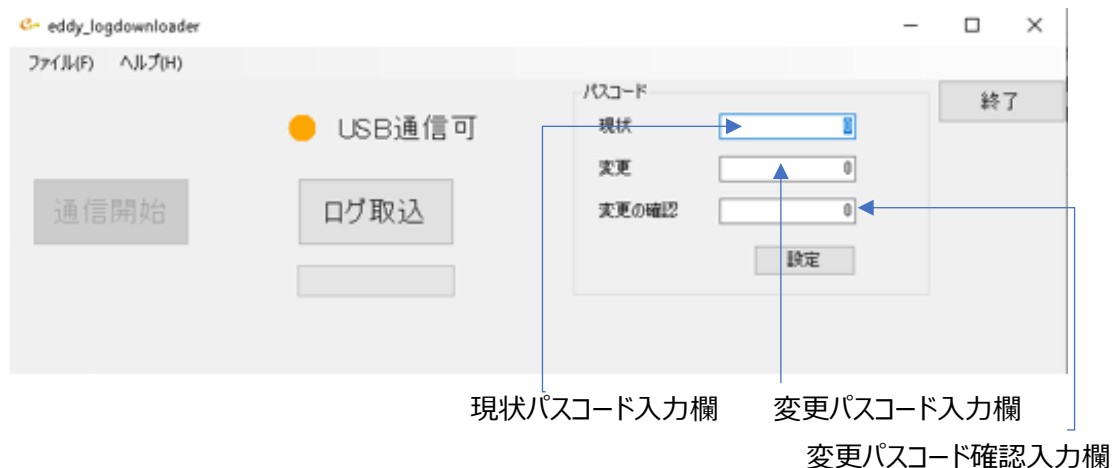 eddy_logdownloader
ファイル(F) ヘルプ(H)
パスコード
終了
USB通信可
現状 0
変更 0
通信開始
ログ取込
変更の確認 0
設定
現状パスコード入力欄 変更パスコード入力欄
変更パスコード確認入力欄